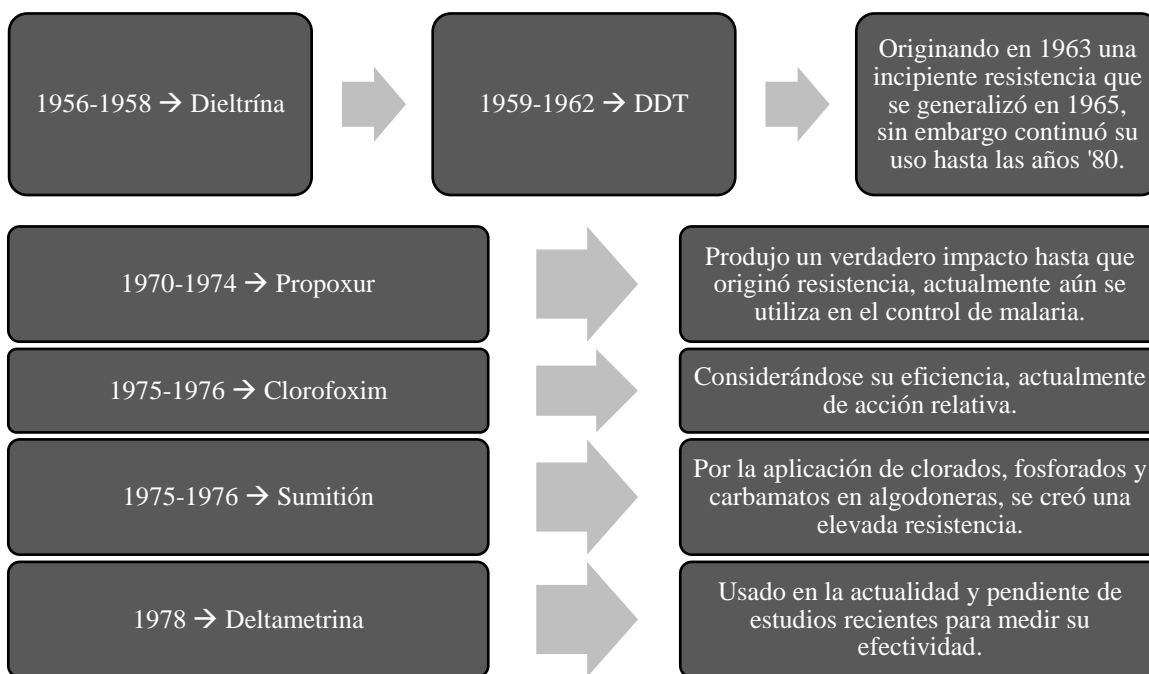 1956-1958 → Dieltrína
1959-1962 → DDT
Originando en 1963 una
incipiente resistencia que
se generalizó en 1965,
sin embargo continuó su
uso hasta las años '80.
1970-1974 → Propoxur
Produjo un verdadero impacto hasta que
originó resistencia, actualmente aún se
utiliza en el control de malaria.
1975-1976 → Clorofoxim
Considerándose su eficiencia, actualmente
de acción relativa.
1975-1976 → Sumitión
Por la aplicación de clorados, fosforados y
carbamatos en algodoneras, se creó una
elevada resistencia.
1978 → Deltametrina
Usado en la actualidad y pendiente de
estudios recientes para medir su
efectividad.